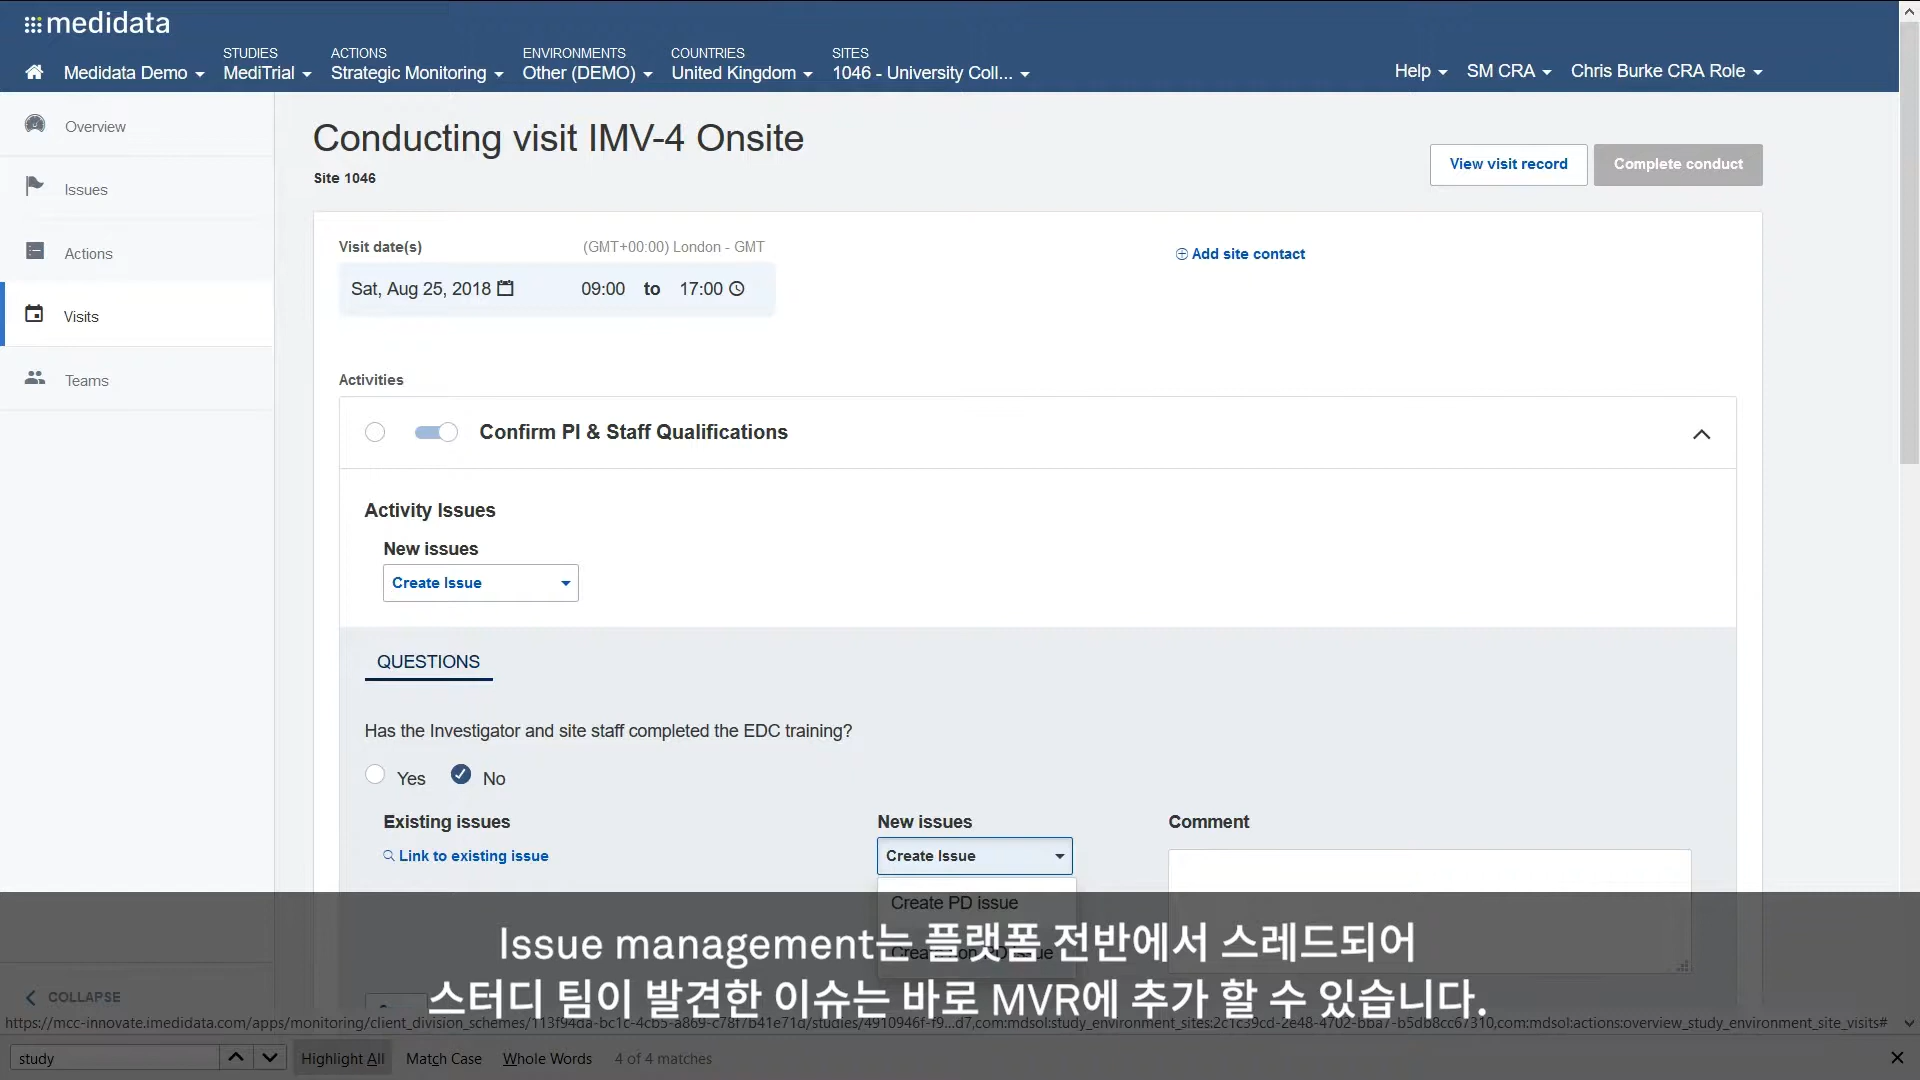 medidata
STUDIES ACTIONS ENVIRONMENTS COUNTRIES SITES
Medidata Demo MediTrial Strategic Monitoring Other (DEMO) United Kingdom 1046 - University Coll... Help SM CRA Chris Burke CRA Role
Overview
Issues
Actions
Visits
Teams
COLLAPSE
Conducting visit IMV-4 Onsite
Site 1046
View visit record Complete conduct
Visit date(s) (GMT+00:00) London - GMT
Add site contact
Sat, Aug 25, 2018 09:00 to 17:00
Activities
Confirm PI & Staff Qualifications
Activity Issues
New issues
Create Issue
QUESTIONS
Has the Investigator and site staff completed the EDC training?
Yes No
Existing issues New issues Comment
Link to existing issue Create Issue
Create PD issue
Issue management는 플랫폼 전반에서 스레드되어
스터디 팀이 발견한 이슈는 바로 MVR에 추가 할 수 있습니다.
study Highlight All Match Case Whole Words 4 of 4 matches